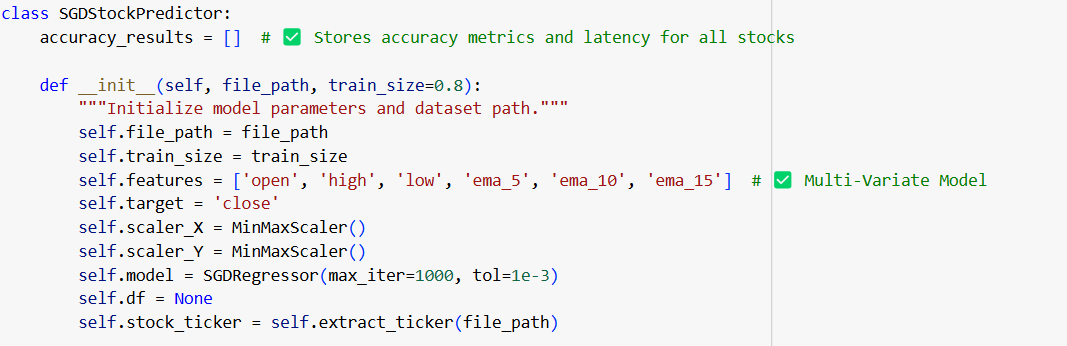 class SGDStockPredictor:
    accuracy_results = []  # ✅ Stores accuracy metrics and latency for all stocks

    def __init__(self, file_path, train_size=0.8):
        """Initialize model parameters and dataset path."""
        self.file_path = file_path
        self.train_size = train_size
        self.features = ['open', 'high', 'low', 'ema_5', 'ema_10', 'ema_15']  # ✅ Multi-Variate Model
        self.target = 'close'
        self.scaler_X = MinMaxScaler()
        self.scaler_Y = MinMaxScaler()
        self.model = SGDRegressor(max_iter=1000, tol=1e-3)
        self.df = None
        self.stock_ticker = self.extract_ticker(file_path)